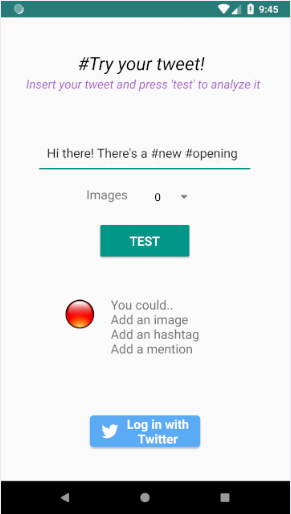 9:45
#Try your tweet!
Insert your tweet and press 'test' to analyze it
Hi there! There's a #new #opening
Images 0
TEST
You could..
Add an image
Add an hashtag
Add a mention
Log in with
Twitter